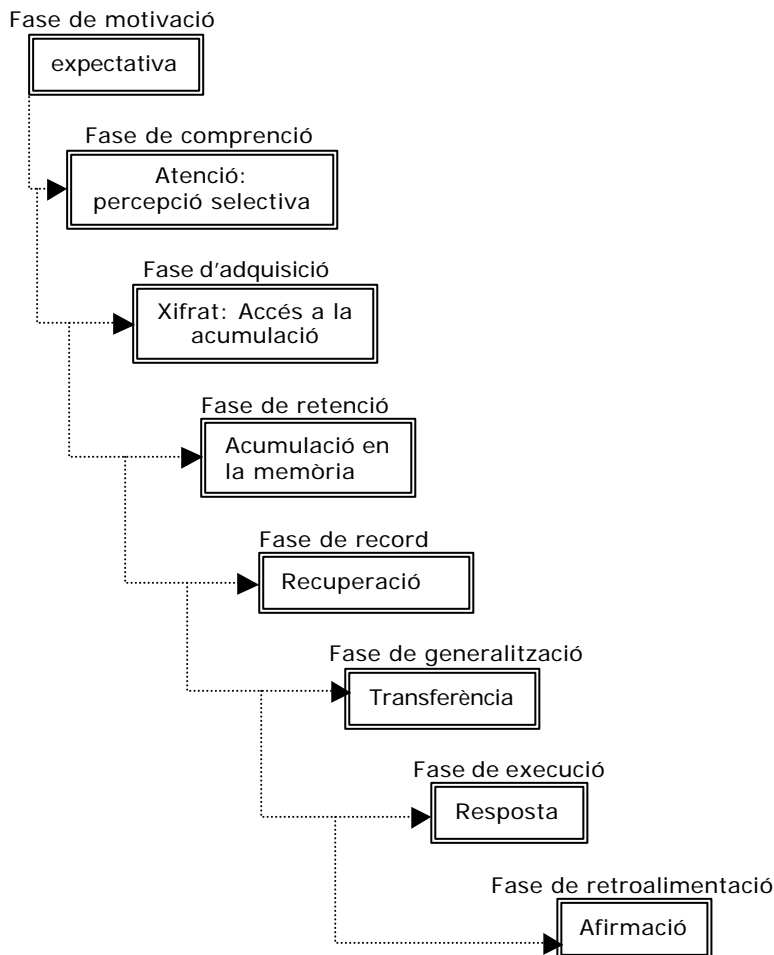 Fase de motivació
expectativa
Fase de comprenció
Atenció:
percepció selectiva
Fase d'adquisició
Xifrat: Accés a la
acumulació
Fase de retenció
Acumulació en
la memòria
Fase de record
Recuperació
Fase de generalització
Transferència
Fase de execució
Resposta
Fase de retroalimentació
Afirmació